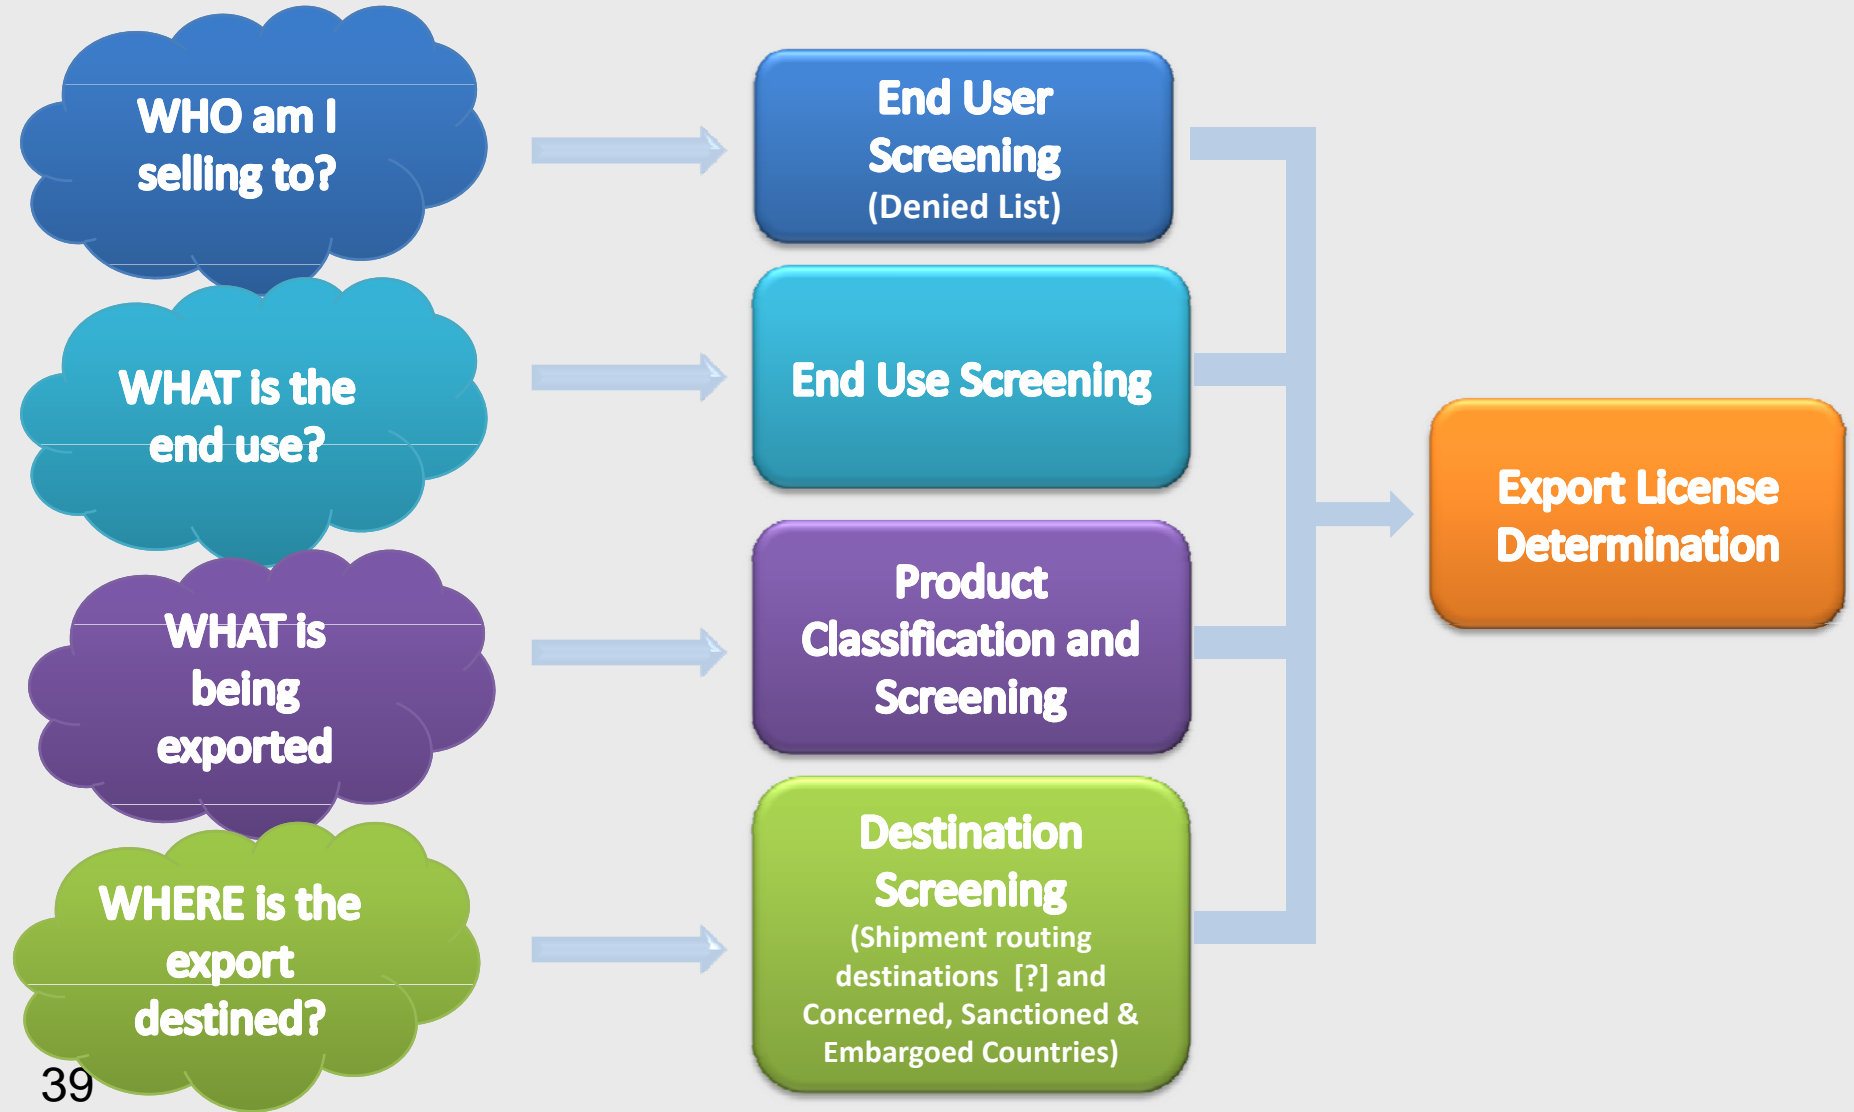 WHO am I
selling to?
End User
Screening
(Denied List)
WHAT is the
end use?
End Use Screening
WHAT is
being
exported
Product
Classification and
Screening
WHERE is the
export
destined?
Destination
Screening
(Shipment routing
destinations [?] and
Concerned, Sanctioned &
Embargoed Countries)
Export License
Determination
39